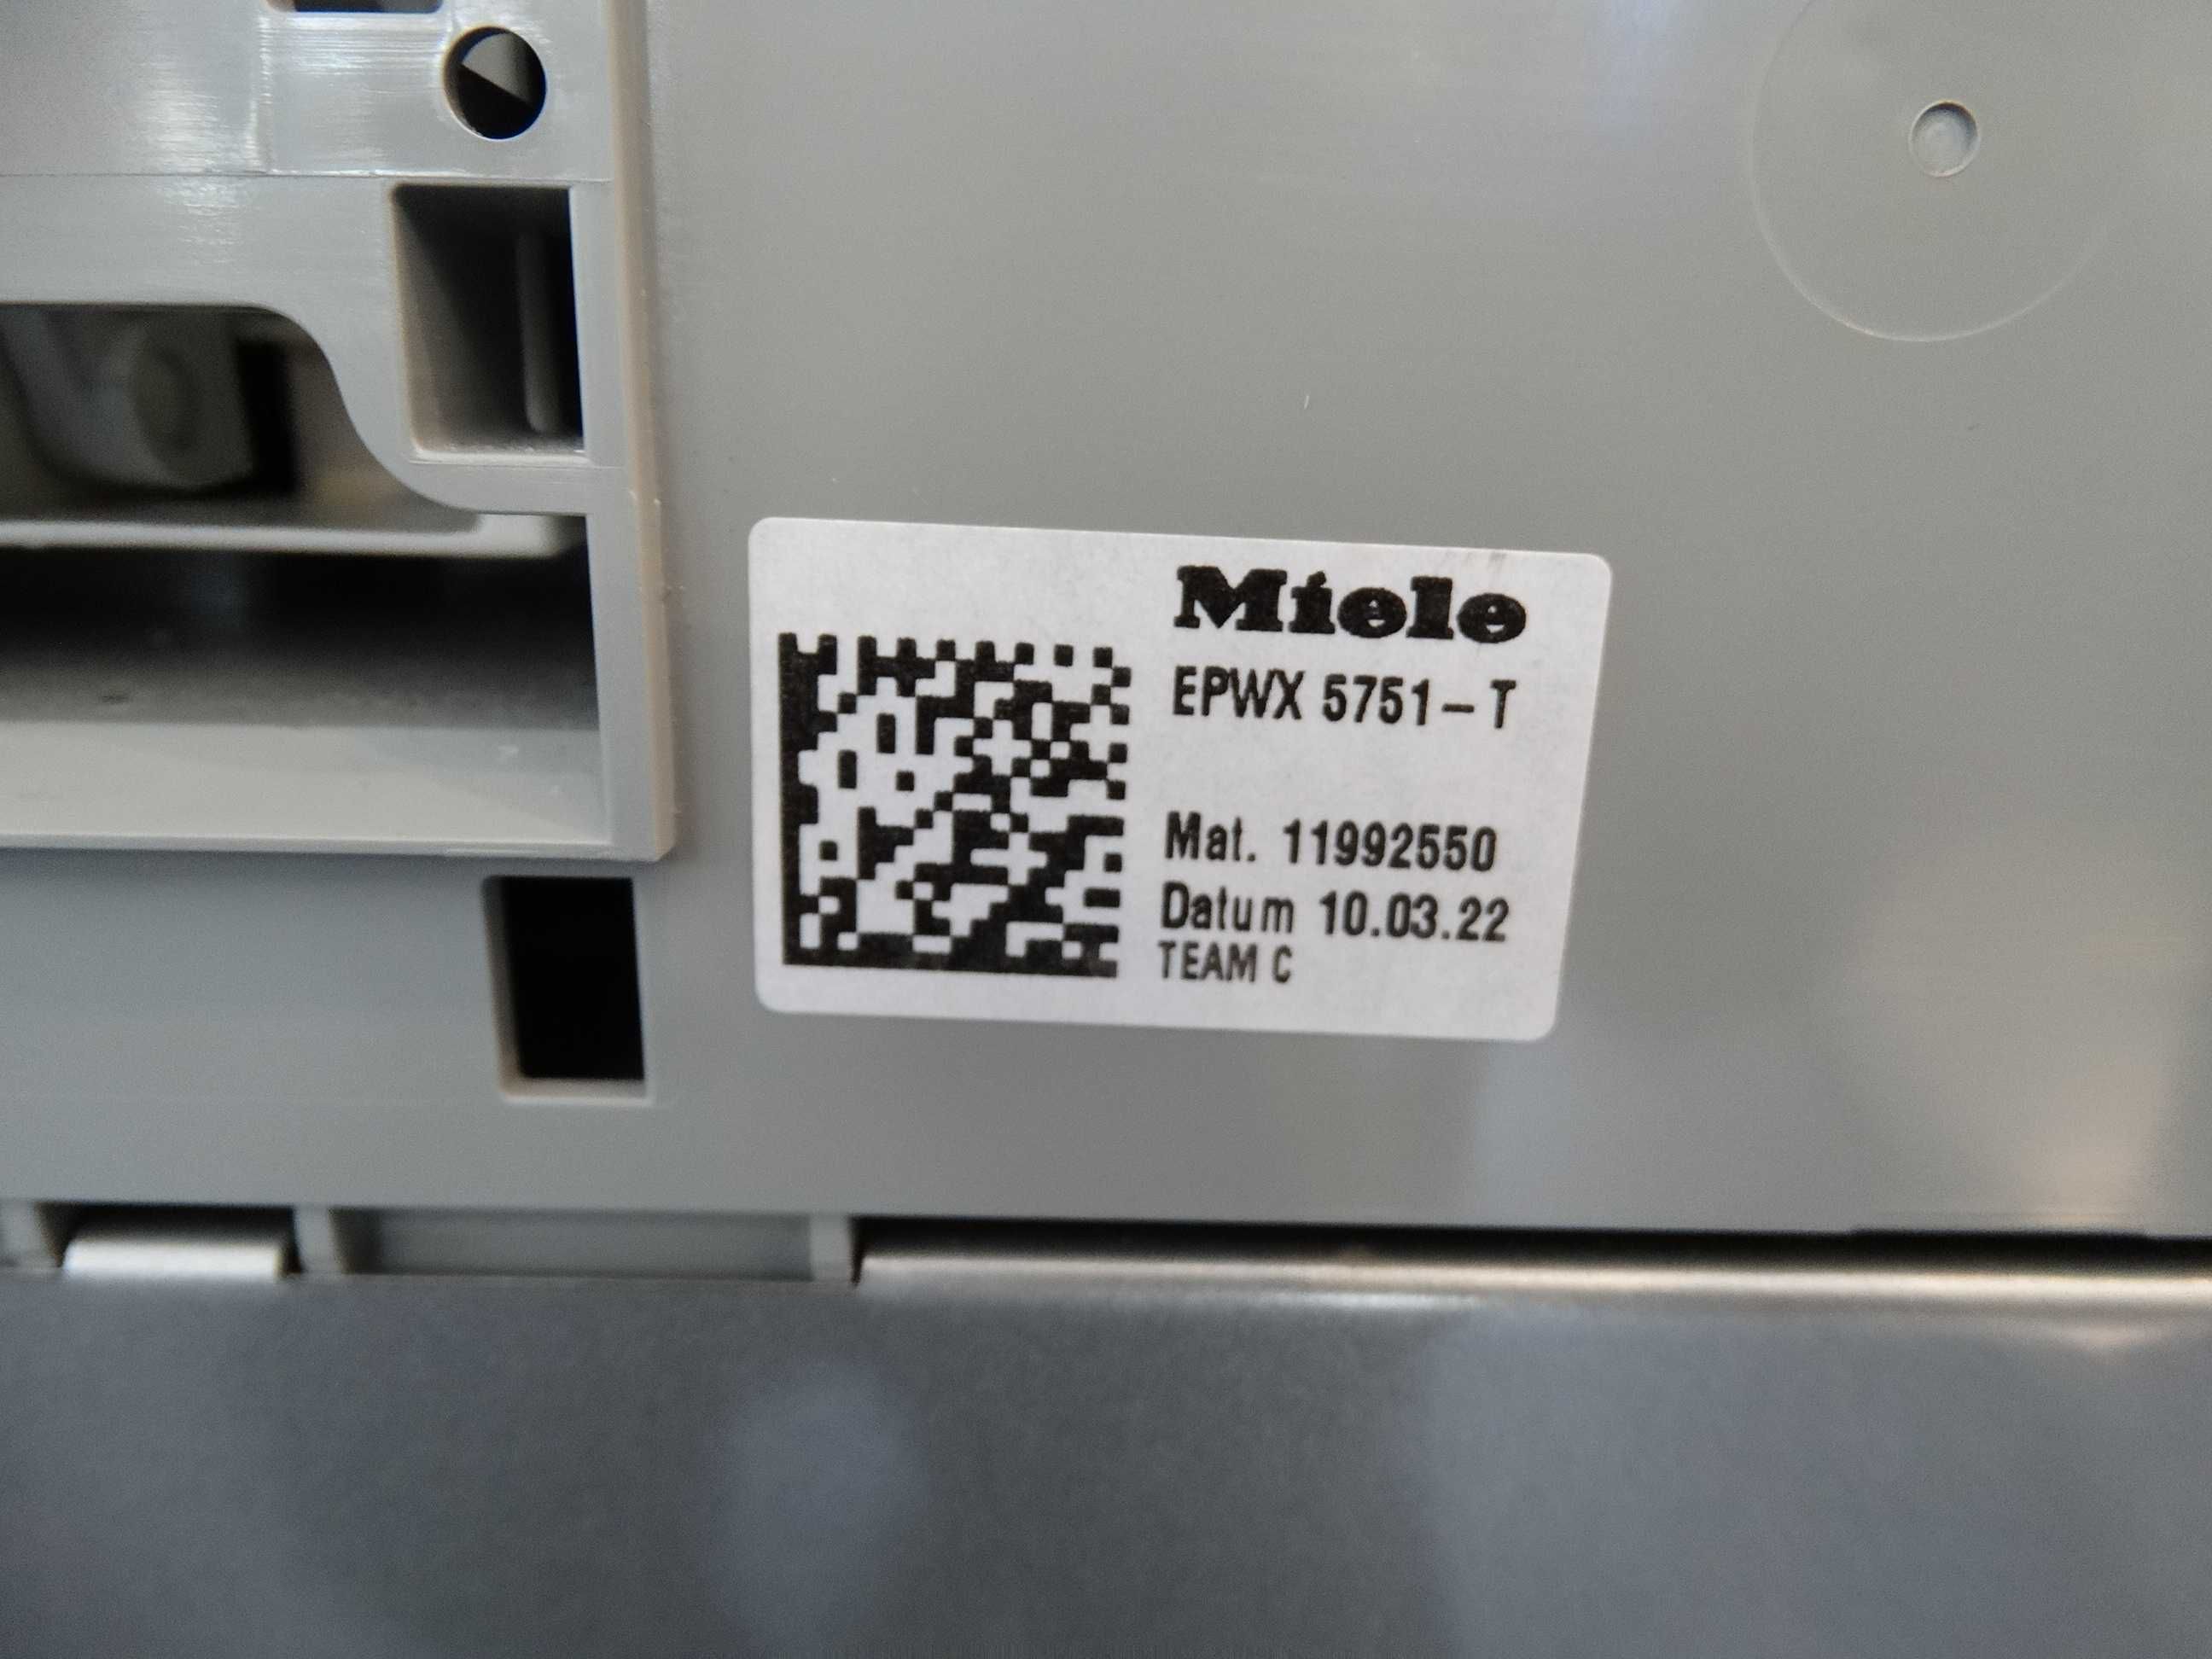 Miele
EPWX 5751-T
Mat. 11992550
Datum 10.03.22
TEAM C